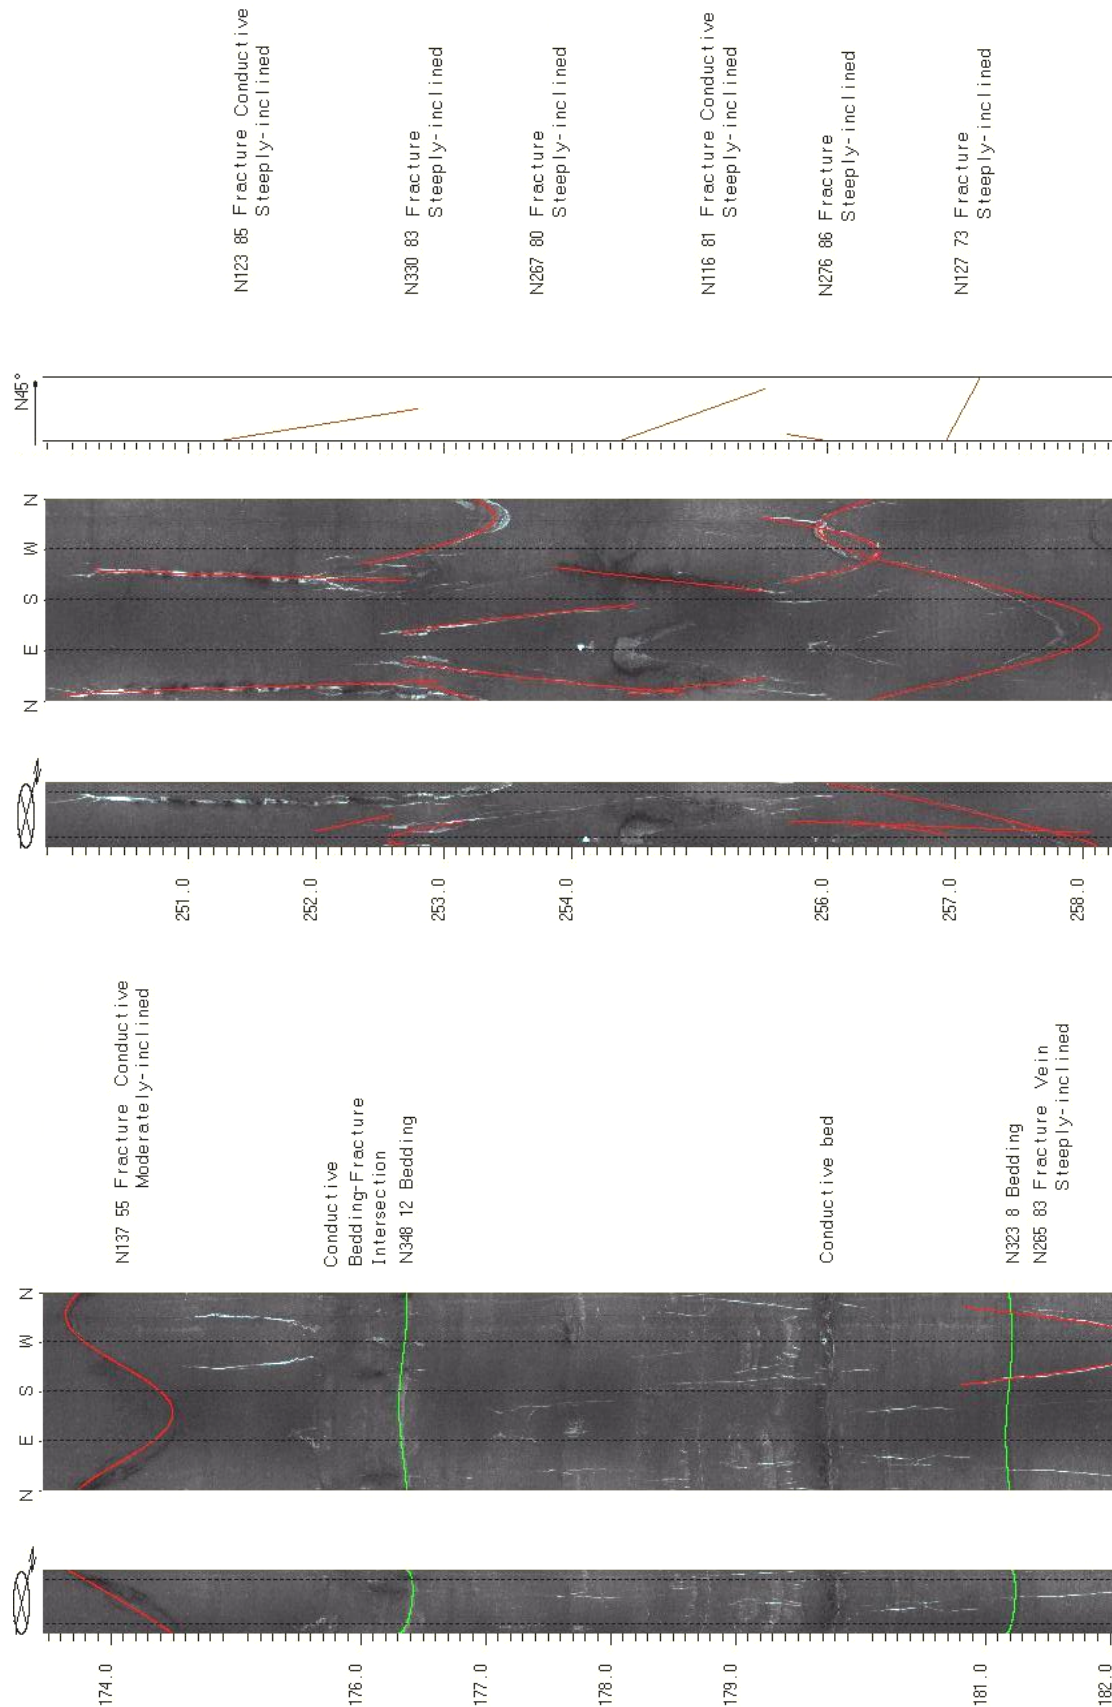 N137 55 Fracture Conductive
Moderately-inclined
Conductive
Bedding-Fracture
Intersection
N348 12 Bedding
Conductive bed
N323 8 Bedding
N265 83 Fracture Vein
Steeply-inclined
N E S W N
174.0
176.0
177.0
178.0
179.0
181.0
182.0
N45°
N123 85 Fracture Conductive
Steeply-inclined
N330 83 Fracture
Steeply-inclined
N267 80 Fracture
Steeply-inclined
N116 81 Fracture Conductive
Steeply-inclined
N276 86 Fracture
Steeply-inclined
N127 73 Fracture
Steeply-inclined
N E S W N
251.0
252.0
253.0
254.0
256.0
257.0
258.0